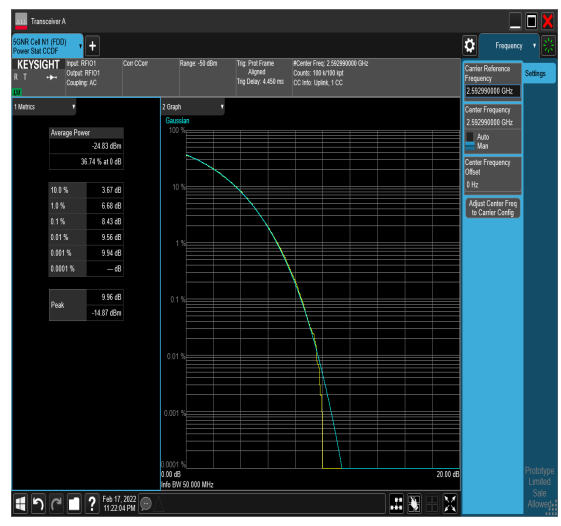 Transceiver A
5GNR Cell N1 (FDD)
Power Stat CCDF
Frequency
KEYSIGHT
R T
LV
Input: RFIO1
Output: RFIO1
Coupling: AC
Corr CCorr
Range: -50 dBm
Trig: Prdt Frame
Aligned
Trig Delay: 4.450 ms
#Center Freq: 2.592990000 GHz
Counts: 100 k/100 kpt
CC Info: Uplink, 1 CC
1 Metrics
Average Power
-24.83 dBm
36.74 % at 0 dB
10.0 % 3.67 dB
1.0 % 6.68 dB
0.1 % 8.43 dB
0.01 % 9.56 dB
0.001 % 9.94 dB
0.0001 % --- dB
Peak 9.96 dB
-14.87 dBm
2 Graph
Gaussian
100 %
10 %
1 %
0.1 %
0.01 %
0.001 %
0.0001 %
0.00 dB 20.00 dB
Info BW 50.000 MHz
Carrier Reference
Frequency
2.592990000 GHz
Center Frequency
2.592990000 GHz
Auto
Man
Center Frequency
Offset
0 Hz
Adjust Center Freq
to Carrier Config
Settings
Prototype
Limited
Sale
Allowed
Feb 17, 2022
11:22:04 PM